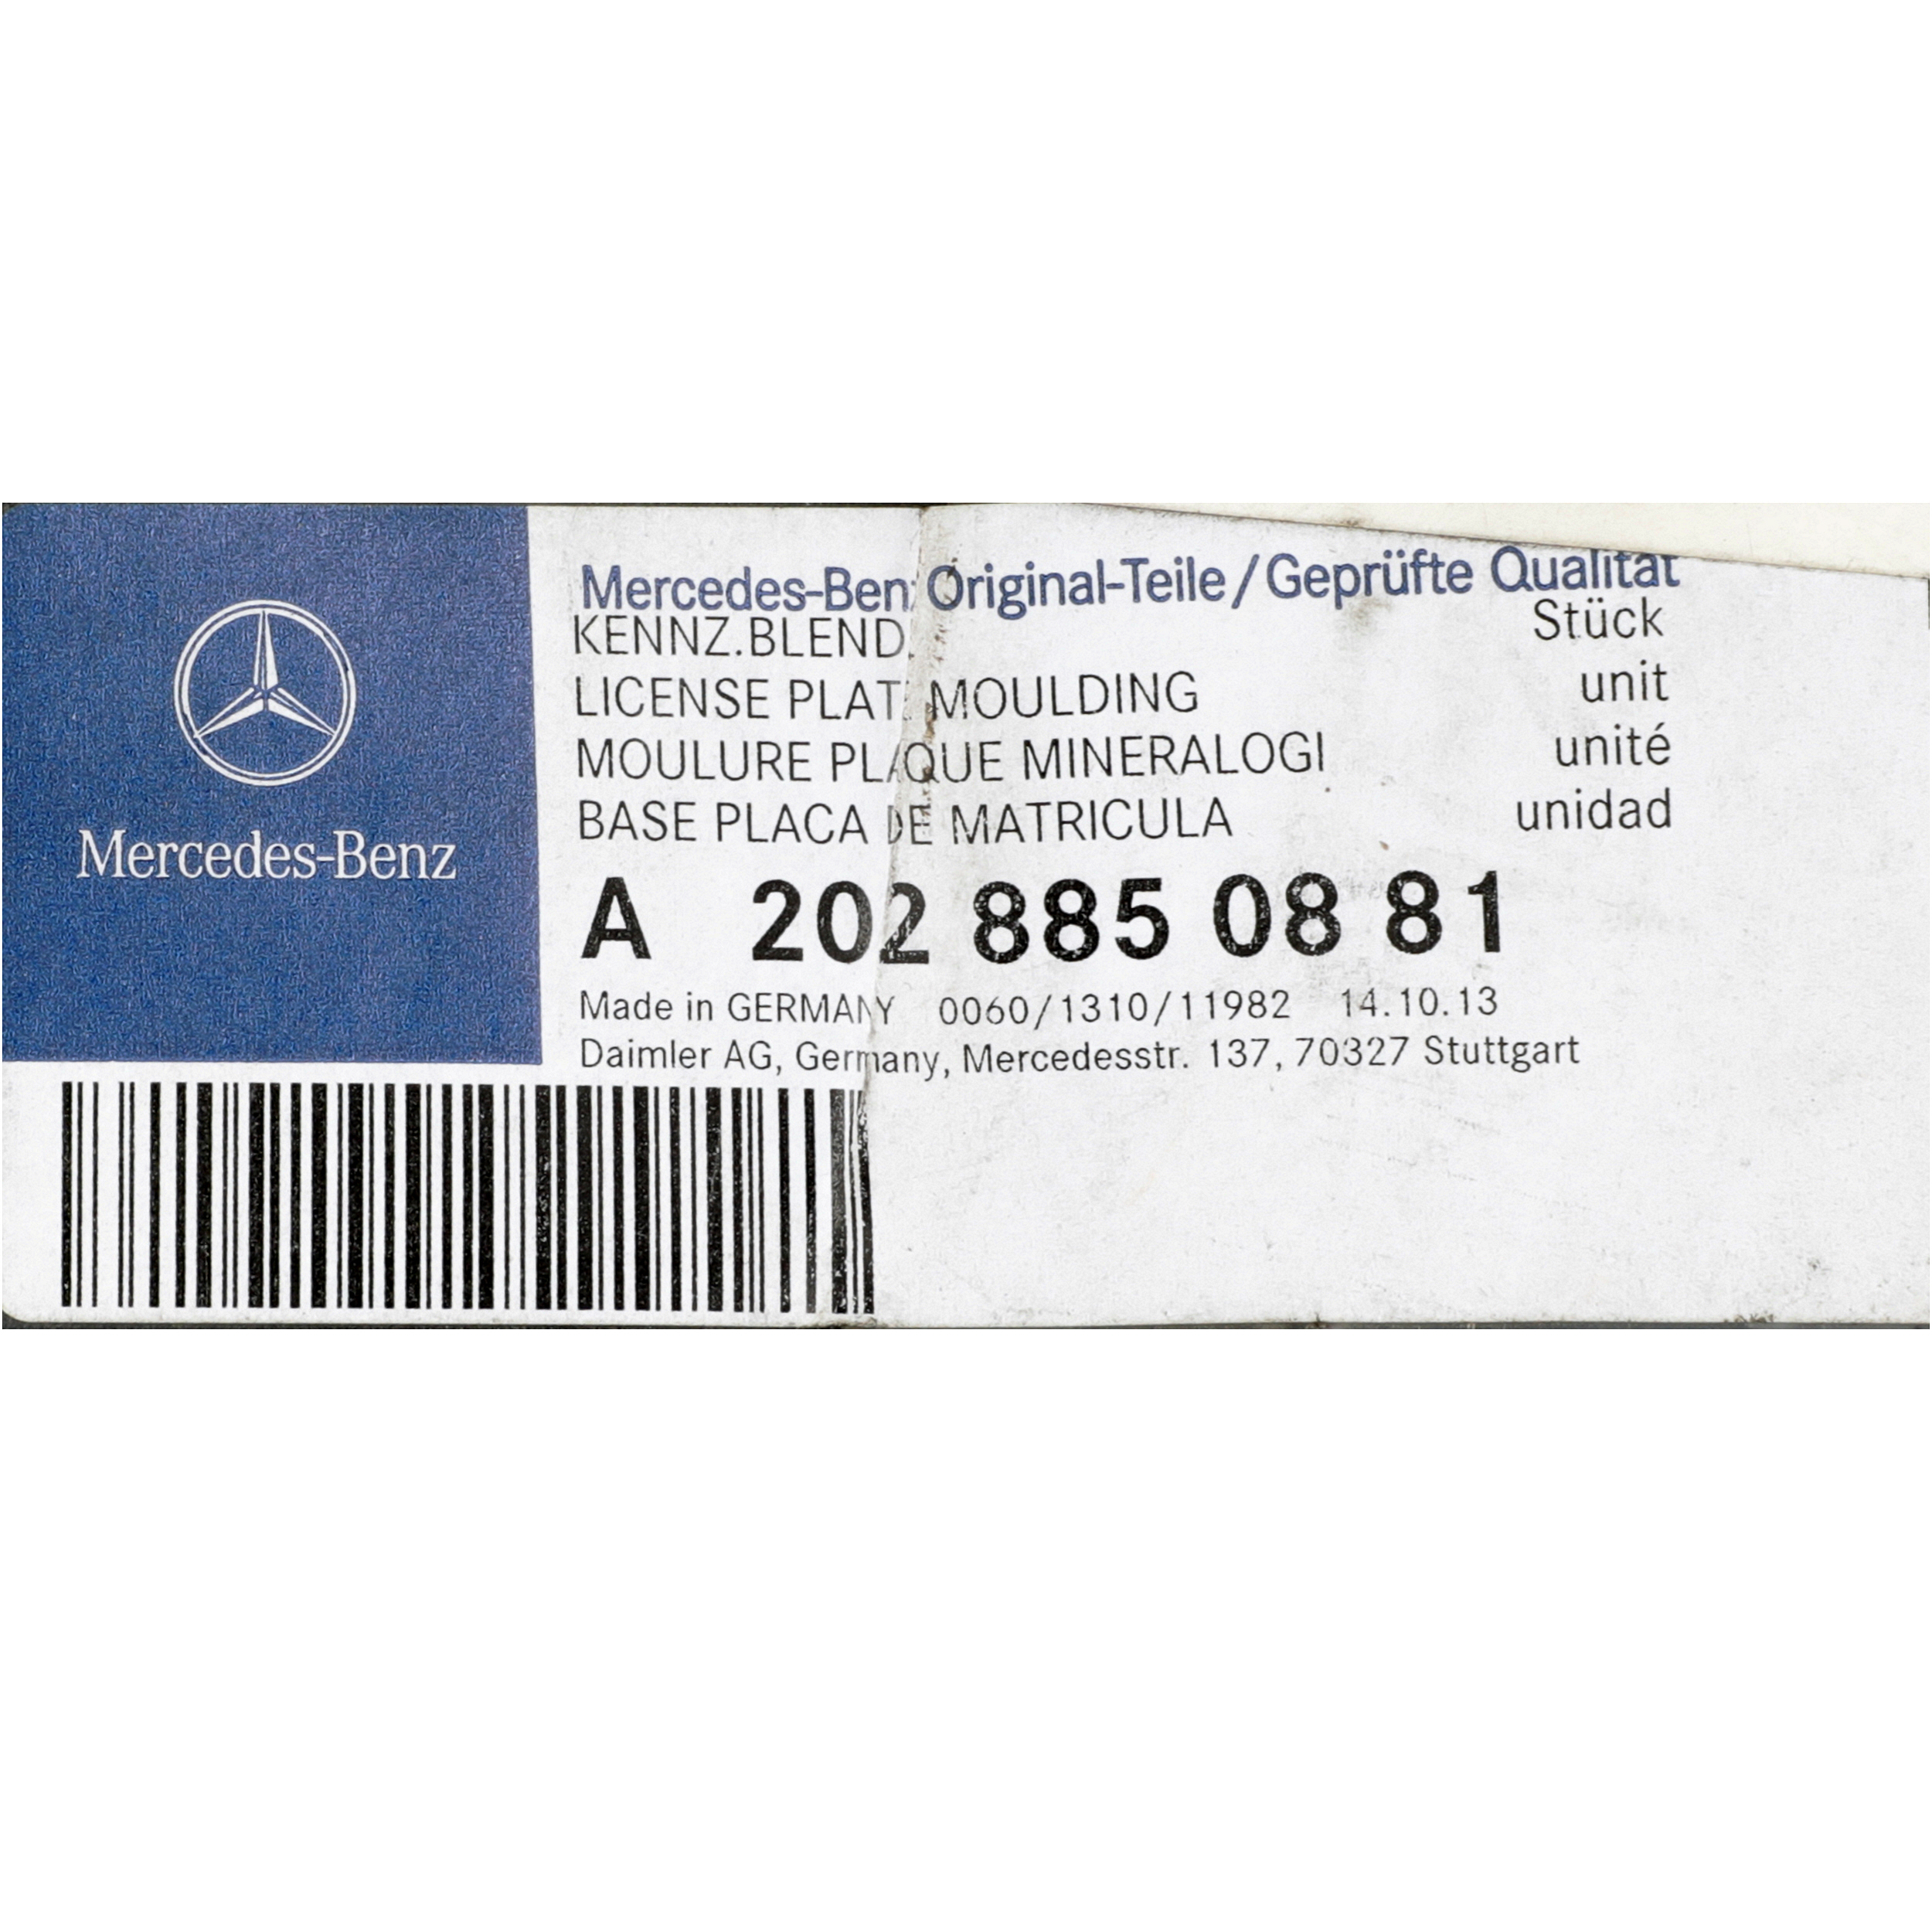 Mercedes-Benz
Mercedes-Ben Original-Teile/Geprüfte Qualität
KENNZ.BLEND. Stück
LICENSE PLAT MOULDING unit
MOULURE PLAQUE MINERALOGI unité
BASE PLACA DE MATRICULA unidad
A 202 885 08 81
Made in GERMANY 0060/1310/11982 14.10.13
Daimler AG, Germany, Mercedesstr. 137, 70327 Stuttgart